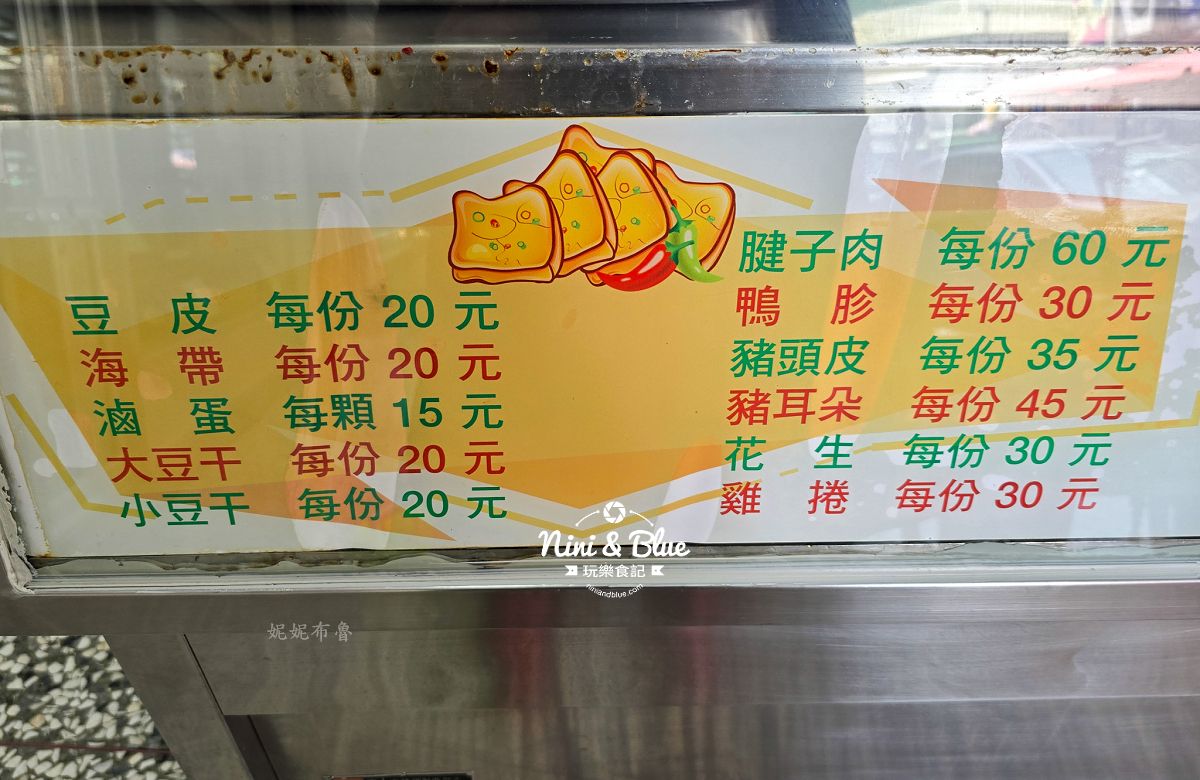 豆皮 每份 20 元
海帶 每份 20 元
滷蛋 每顆 15 元
大豆干 每份 20 元
小豆干 每份 20 元
腱子肉 每份 60 元
鴨胗 每份 30 元
豬頭皮 每份 35 元
豬耳朵 每份 45 元
花生 每份 30 元
雞捲 每份 30 元
Nini & Blue
玩樂食記
niniandblue.com
妮妮布魯